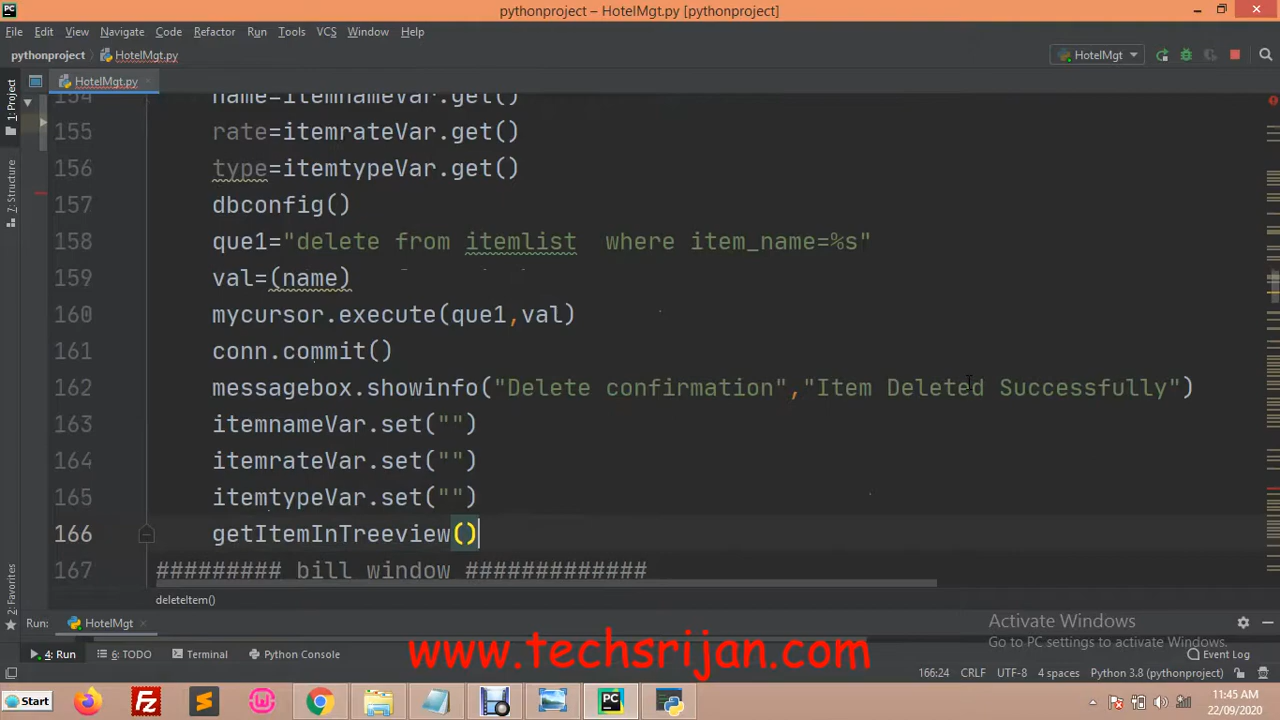 pythonproject – HotelMgt.py [pythonproject]
File Edit View Navigate Code Refactor Run Tools VCS Window Help
pythonproject HotelMgt.py HotelMgt
1: Project
HotelMgt.py
7: Structure
2: Favorites
154 name=itemnameVar.get()
155 rate=itemrateVar.get()
156 type=itemtypeVar.get()
157 dbconfig()
158 que1="delete from itemlist  where item_name=%s"
159 val=(name)
160 mycursor.execute(que1,val)
161 conn.commit()
162 messagebox.showinfo("Delete confirmation","Item Deleted Successfully")
163 itemnameVar.set("")
164 itemrateVar.set("")
165 itemtypeVar.set("")
166 getItemInTreeview()
167 ######### bill window #############
deleteItem()
Run: HotelMgt
Activate Windows
Go to PC settings to activate Windows.
4: Run 6: TODO Terminal Python Console Event Log
www.techsrijan.com
166:24 CRLF UTF-8 4 spaces Python 3.8 (pythonproject)
Start
11:45 AM
22/09/2020